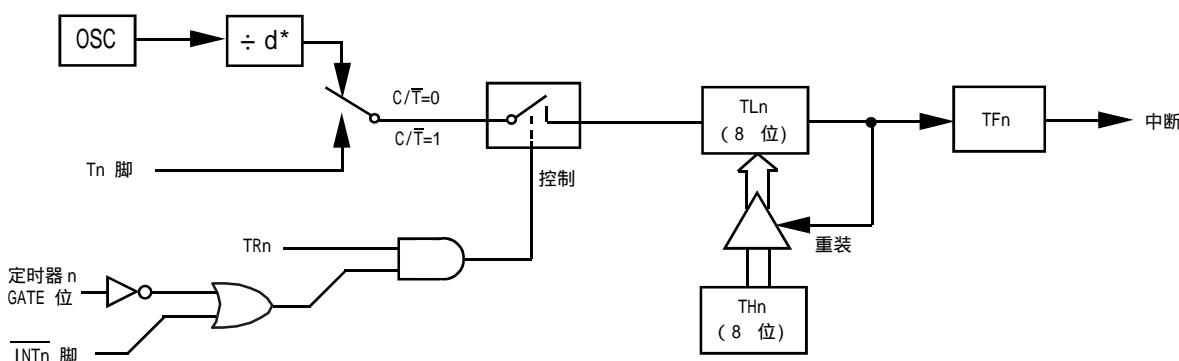 OSC
÷ d*
C/T̅=0
C/T̅=1
Tn 脚
控制
TLn
(8 位)
TFn
中断
重装
TRn
定时器 n
GATE 位
I̅N̅T̅n̅ 脚
THn
(8 位)